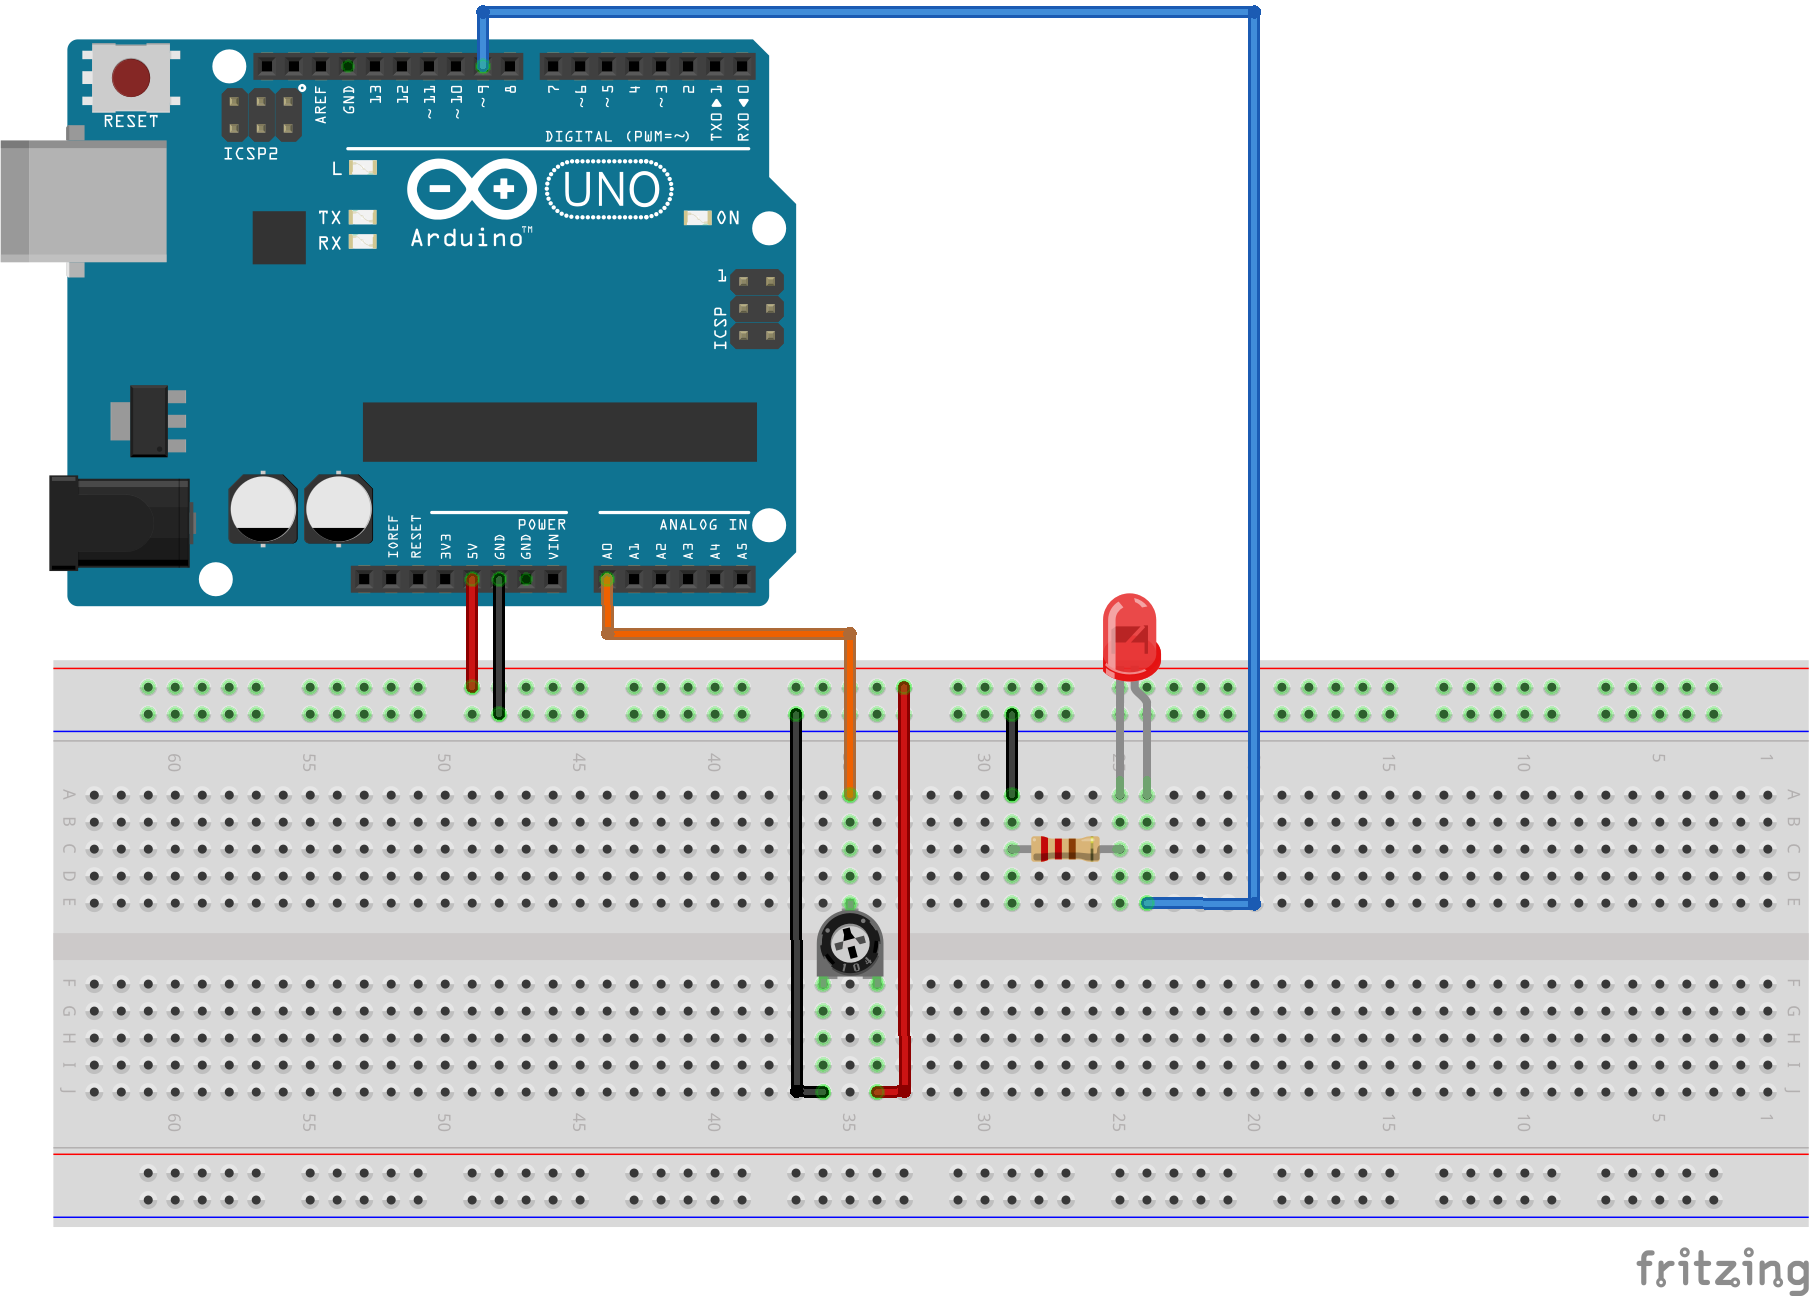 RESET
ICSP2
AREF
GND
13
12
~11
~10
~9
8
7
~6
~5
4
~3
2
TX0▶1
RX0◀0
DIGITAL (PWM=~)
L
TX
RX
Arduino™
UNO
ON
1
ICSP
POWER
ANALOG IN
IOREF
RESET
3V3
5V
GND
GND
VIN
A0
A1
A2
A3
A4
A5
60 55 50 45 40 30 25 15 10 5 1
A A
B B
C C
D D
E E
104
F F
G G
H H
I I
J J
60 55 50 45 40 35 30 25 20 15 10 5 1
fritzing